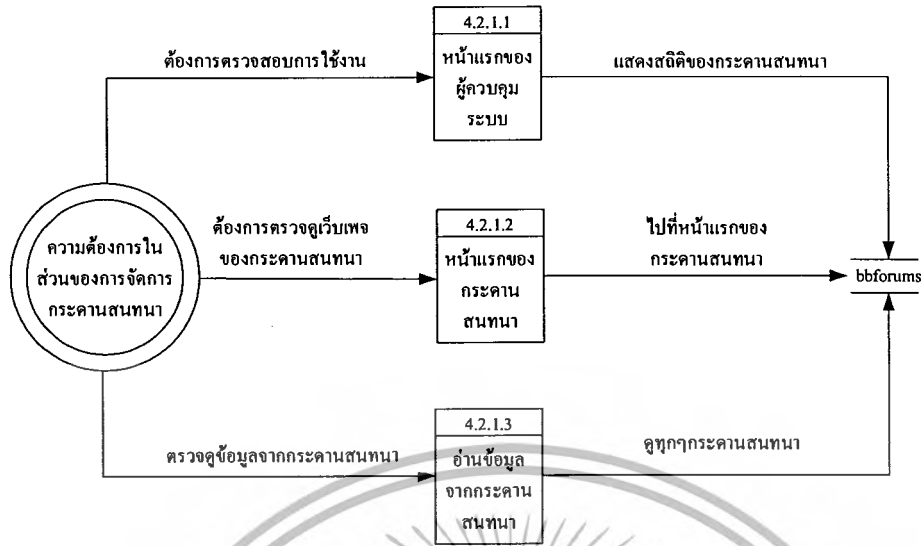 4.2.1.1
ต้องการตรวจสอบการใช้งาน
หน้าแรกของ
ผู้ควบคุม
ระบบ
แสดงสถิติของกระดานสนทนา
ความต้องการใน
ส่วนของการจัดการ
กระดานสนทนา
ต้องการตรวจดูเว็บเพจ
ของกระดานสนทนา
4.2.1.2
หน้าแรกของ
กระดาน
สนทนา
ไปที่หน้าแรกของ
กระดานสนทนา
bbforums
ตรวจดูข้อมูลจากกระดานสนทนา
4.2.1.3
อ่านข้อมูล
จากกระดาน
สนทนา
ดูทุกๆกระดานสนทนา